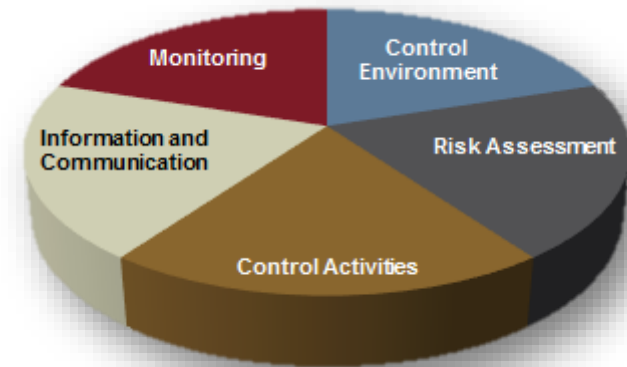 Monitoring
Control
Environment
Information and
Communication
Risk Assessment
Control Activities